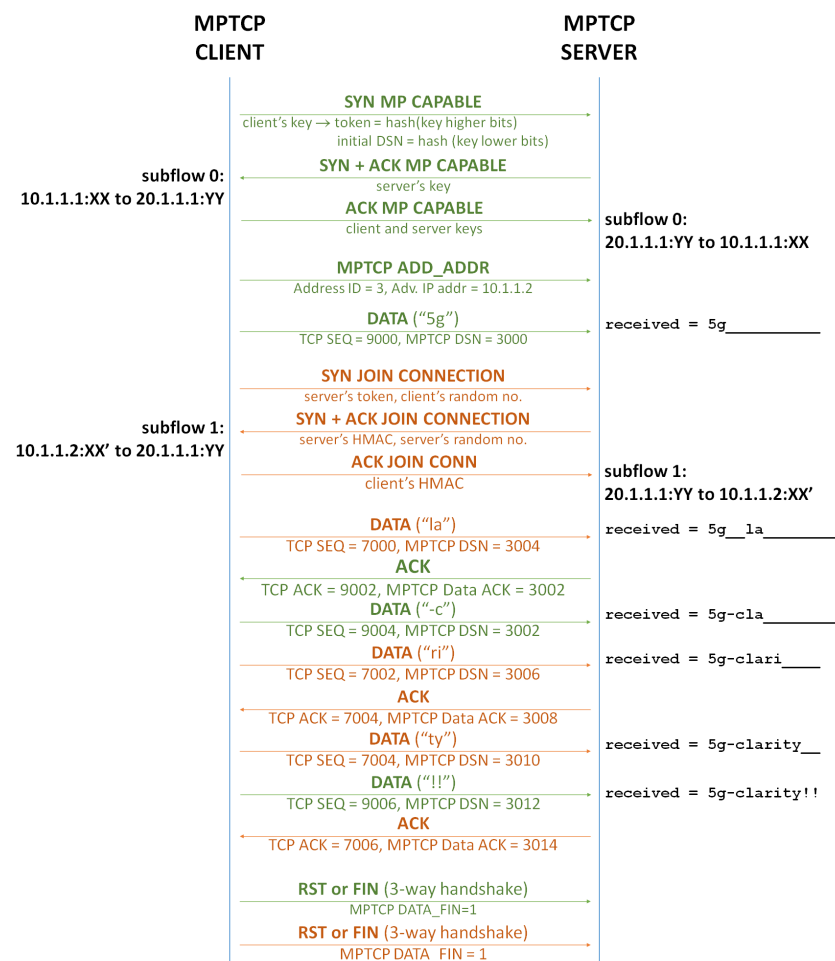 MPTCP
CLIENT
MPTCP
SERVER
SYN MP CAPABLE
client's key → token = hash(key higher bits)
initial DSN = hash (key lower bits)
subflow 0:
10.1.1.1:XX to 20.1.1.1:YY
SYN + ACK MP CAPABLE
server's key
ACK MP CAPABLE
client and server keys
subflow 0:
20.1.1.1:YY to 10.1.1.1:XX
MPTCP ADD_ADDR
Address ID = 3, Adv. IP addr = 10.1.1.2
DATA ("5g")
TCP SEQ = 9000, MPTCP DSN = 3000
received = 5g__________
SYN JOIN CONNECTION
server's token, client's random no.
SYN + ACK JOIN CONNECTION
server's HMAC, server's random no.
subflow 1:
10.1.1.2:XX' to 20.1.1.1:YY
ACK JOIN CONN
client's HMAC
subflow 1:
20.1.1.1:YY to 10.1.1.2:XX'
DATA ("la")
TCP SEQ = 7000, MPTCP DSN = 3004
received = 5g__la________
ACK
TCP ACK = 9002, MPTCP Data ACK = 3002
DATA ("-c")
TCP SEQ = 9004, MPTCP DSN = 3002
received = 5g-cla________
DATA ("ri")
TCP SEQ = 7002, MPTCP DSN = 3006
received = 5g-clari____
ACK
TCP ACK = 7004, MPTCP Data ACK = 3008
DATA ("ty")
TCP SEQ = 7004, MPTCP DSN = 3010
received = 5g-clarity__
DATA ("!!")
TCP SEQ = 9006, MPTCP DSN = 3012
received = 5g-clarity!!
ACK
TCP ACK = 7006, MPTCP Data ACK = 3014
RST or FIN (3-way handshake)
MPTCP DATA_FIN=1
RST or FIN (3-way handshake)
MPTCP DATA_FIN = 1